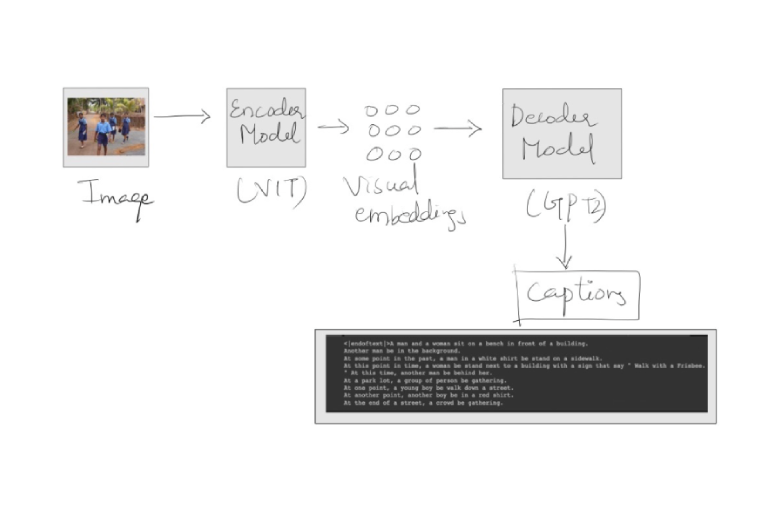 Image
Encoder
Model
(VIT)
Visual
embeddings
Decoder
Model
(GPT2)
Captions
<|endoftext|>A man and a woman sit on a bench in front of a building.
Another man be in the background.
At some point in the past, a man in a white shirt be stand on a sidewalk.
At this point in time, a woman be stand next to a building with a sign that say " Walk with a Frisbee.
" At this time, another man be behind her.
At a park lot, a group of person be gathering.
At one point, a young boy be walk down a street.
At another point, another boy be in a red shirt.
At the end of a street, a crowd be gathering.